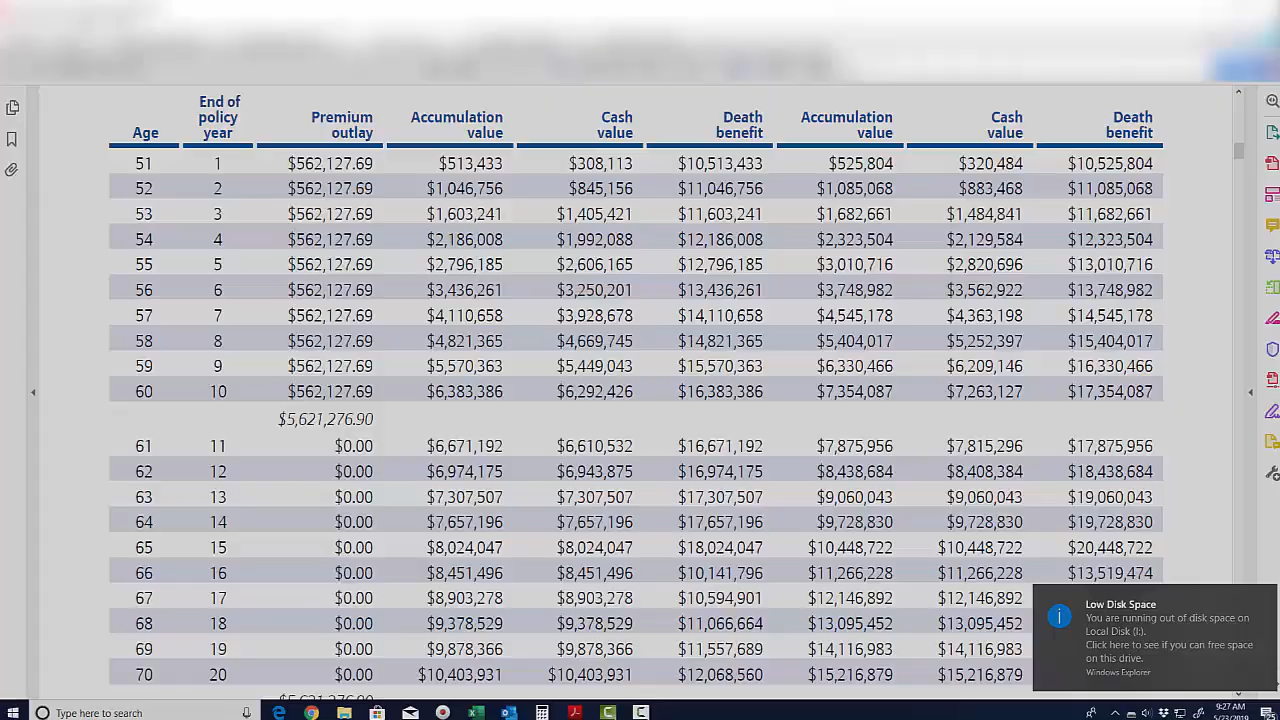 Age End of policy year Premium outlay Accumulation value Cash value Death benefit Accumulation value Cash value Death benefit
51 1 $562,127.69 $513,433 $308,113 $10,513,433 $525,804 $320,484 $10,525,804
52 2 $562,127.69 $1,046,756 $845,156 $11,046,756 $1,085,068 $883,468 $11,085,068
53 3 $562,127.69 $1,603,241 $1,405,421 $11,603,241 $1,682,661 $1,484,841 $11,682,661
54 4 $562,127.69 $2,186,008 $1,992,088 $12,186,008 $2,323,504 $2,129,584 $12,323,504
55 5 $562,127.69 $2,796,185 $2,606,165 $12,796,185 $3,010,716 $2,820,696 $13,010,716
56 6 $562,127.69 $3,436,261 $3,250,201 $13,436,261 $3,748,982 $3,562,922 $13,748,982
57 7 $562,127.69 $4,110,658 $3,928,678 $14,110,658 $4,545,178 $4,363,198 $14,545,178
58 8 $562,127.69 $4,821,365 $4,669,745 $14,821,365 $5,404,017 $5,252,397 $15,404,017
59 9 $562,127.69 $5,570,363 $5,449,043 $15,570,363 $6,330,466 $6,209,146 $16,330,466
60 10 $562,127.69 $6,383,386 $6,292,426 $16,383,386 $7,354,087 $7,263,127 $17,354,087
$5,621,276.90
61 11 $0.00 $6,671,192 $6,610,532 $16,671,192 $7,875,956 $7,815,296 $17,875,956
62 12 $0.00 $6,974,175 $6,943,875 $16,974,175 $8,438,684 $8,408,384 $18,438,684
63 13 $0.00 $7,307,507 $7,307,507 $17,307,507 $9,060,043 $9,060,043 $19,060,043
64 14 $0.00 $7,657,196 $7,657,196 $17,657,196 $9,728,830 $9,728,830 $19,728,830
65 15 $0.00 $8,024,047 $8,024,047 $18,024,047 $10,448,722 $10,448,722 $20,448,722
66 16 $0.00 $8,451,496 $8,451,496 $10,141,796 $11,266,228 $11,266,228 $13,519,474
67 17 $0.00 $8,903,278 $8,903,278 $10,594,901 $12,146,892 $12,146,892
68 18 $0.00 $9,378,529 $9,378,529 $11,066,664 $13,095,452 $13,095,452
69 19 $0.00 $9,878,366 $9,878,366 $11,557,689 $14,116,983 $14,116,983
70 20 $0.00 $10,403,931 $10,403,931 $12,068,560 $15,216,879 $15,216,879
Low Disk Space
You are running out of disk space on
Local Disk (I:).
Click here to see if you can free space
on this drive.
Windows Explorer
Type here to search
9:27 AM
5/23/2019